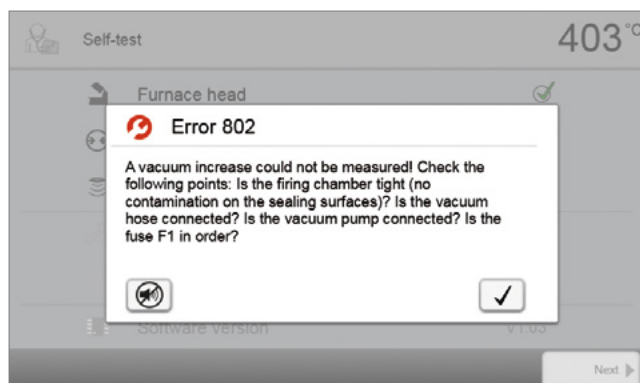 Self-test
403 °C
Furnace head
Error 802
A vacuum increase could not be measured! Check the
following points: Is the firing chamber tight (no
contamination on the sealing surfaces)? Is the vacuum
hose connected? Is the vacuum pump connected? Is the
fuse F1 in order?
Software version
V1.03
Next